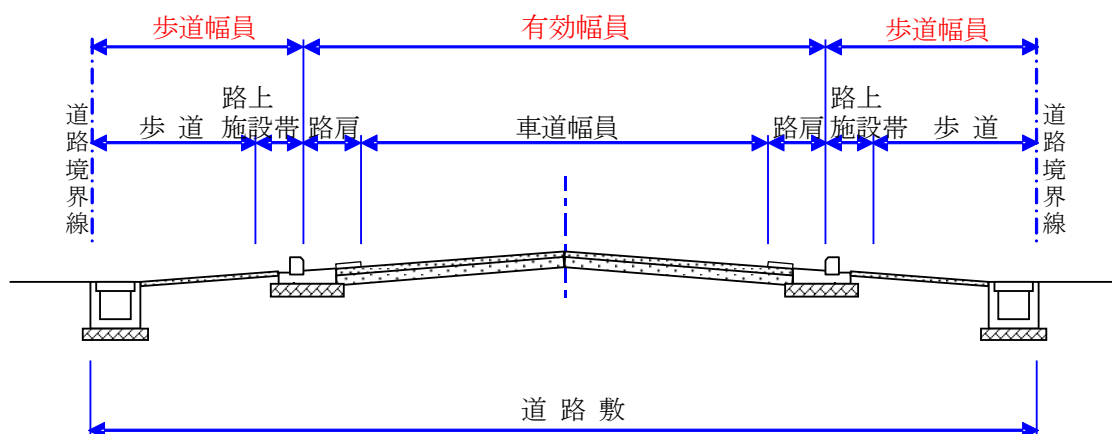 歩道幅員
有効幅員
歩道幅員
道路境界線
歩 道
路上
施設帯
路肩
車道幅員
路肩
路上
施設帯
歩 道
道路境界線
道 路 敷